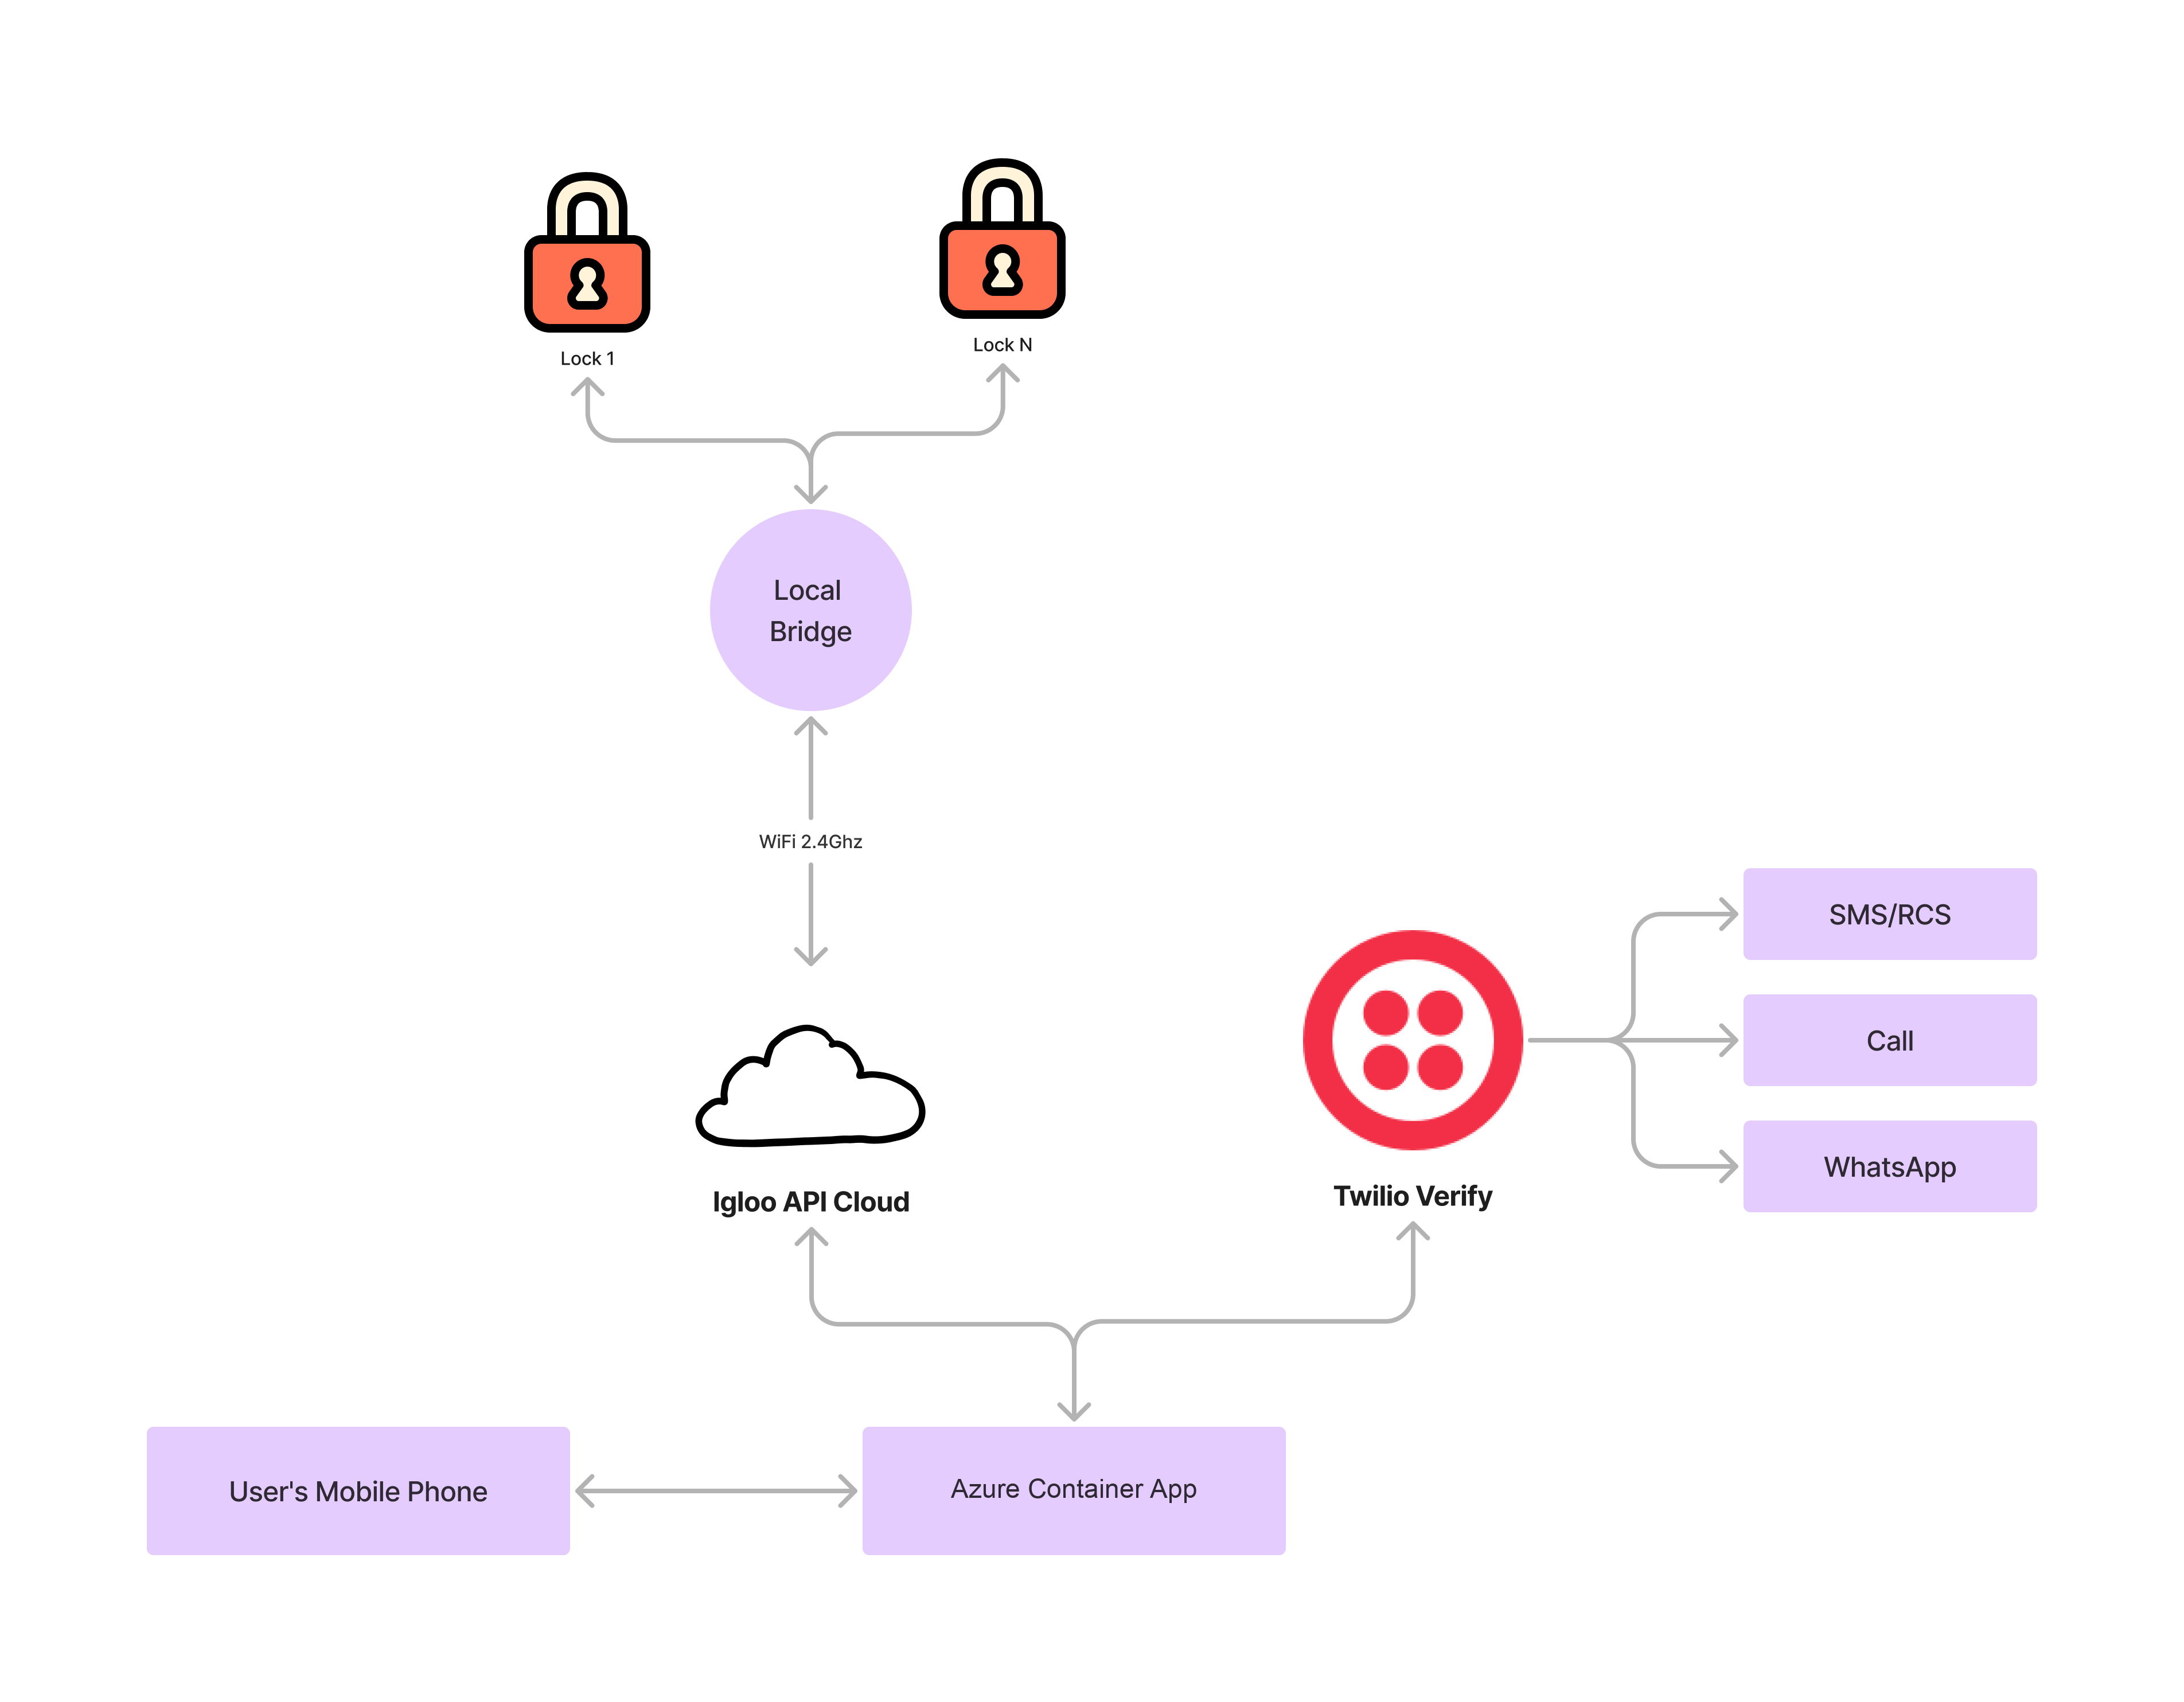 Lock 1
Lock N
Local
Bridge
WiFi 2.4Ghz
SMS/RCS
Call
WhatsApp
Igloo API Cloud
Twilio Verify
User's Mobile Phone
Azure Container App